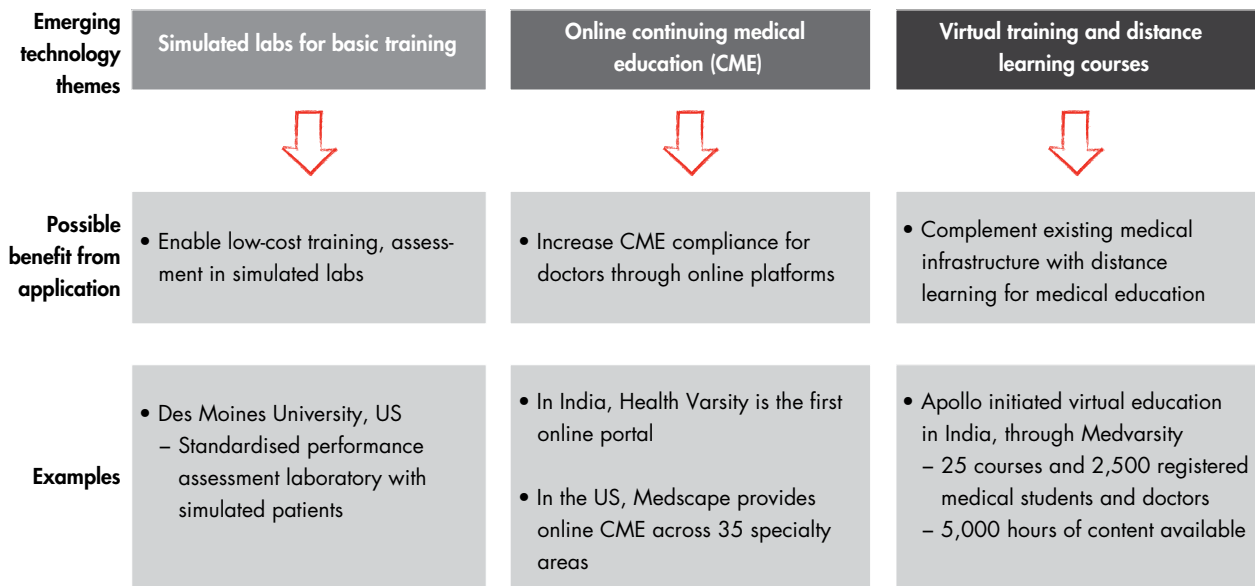 Emerging
technology
themes
Simulated labs for basic training
Online continuing medical
education (CME)
Virtual training and distance
learning courses
Possible
benefit from
application
• Enable low-cost training, assess-
ment in simulated labs
• Increase CME compliance for
doctors through online platforms
• Complement existing medical
infrastructure with distance
learning for medical education
Examples
• Des Moines University, US
– Standardised performance
assessment laboratory with
simulated patients
• In India, Health Varsity is the first
online portal
• In the US, Medscape provides
online CME across 35 specialty
areas
• Apollo initiated virtual education
in India, through Medvarsity
– 25 courses and 2,500 registered
medical students and doctors
– 5,000 hours of content available